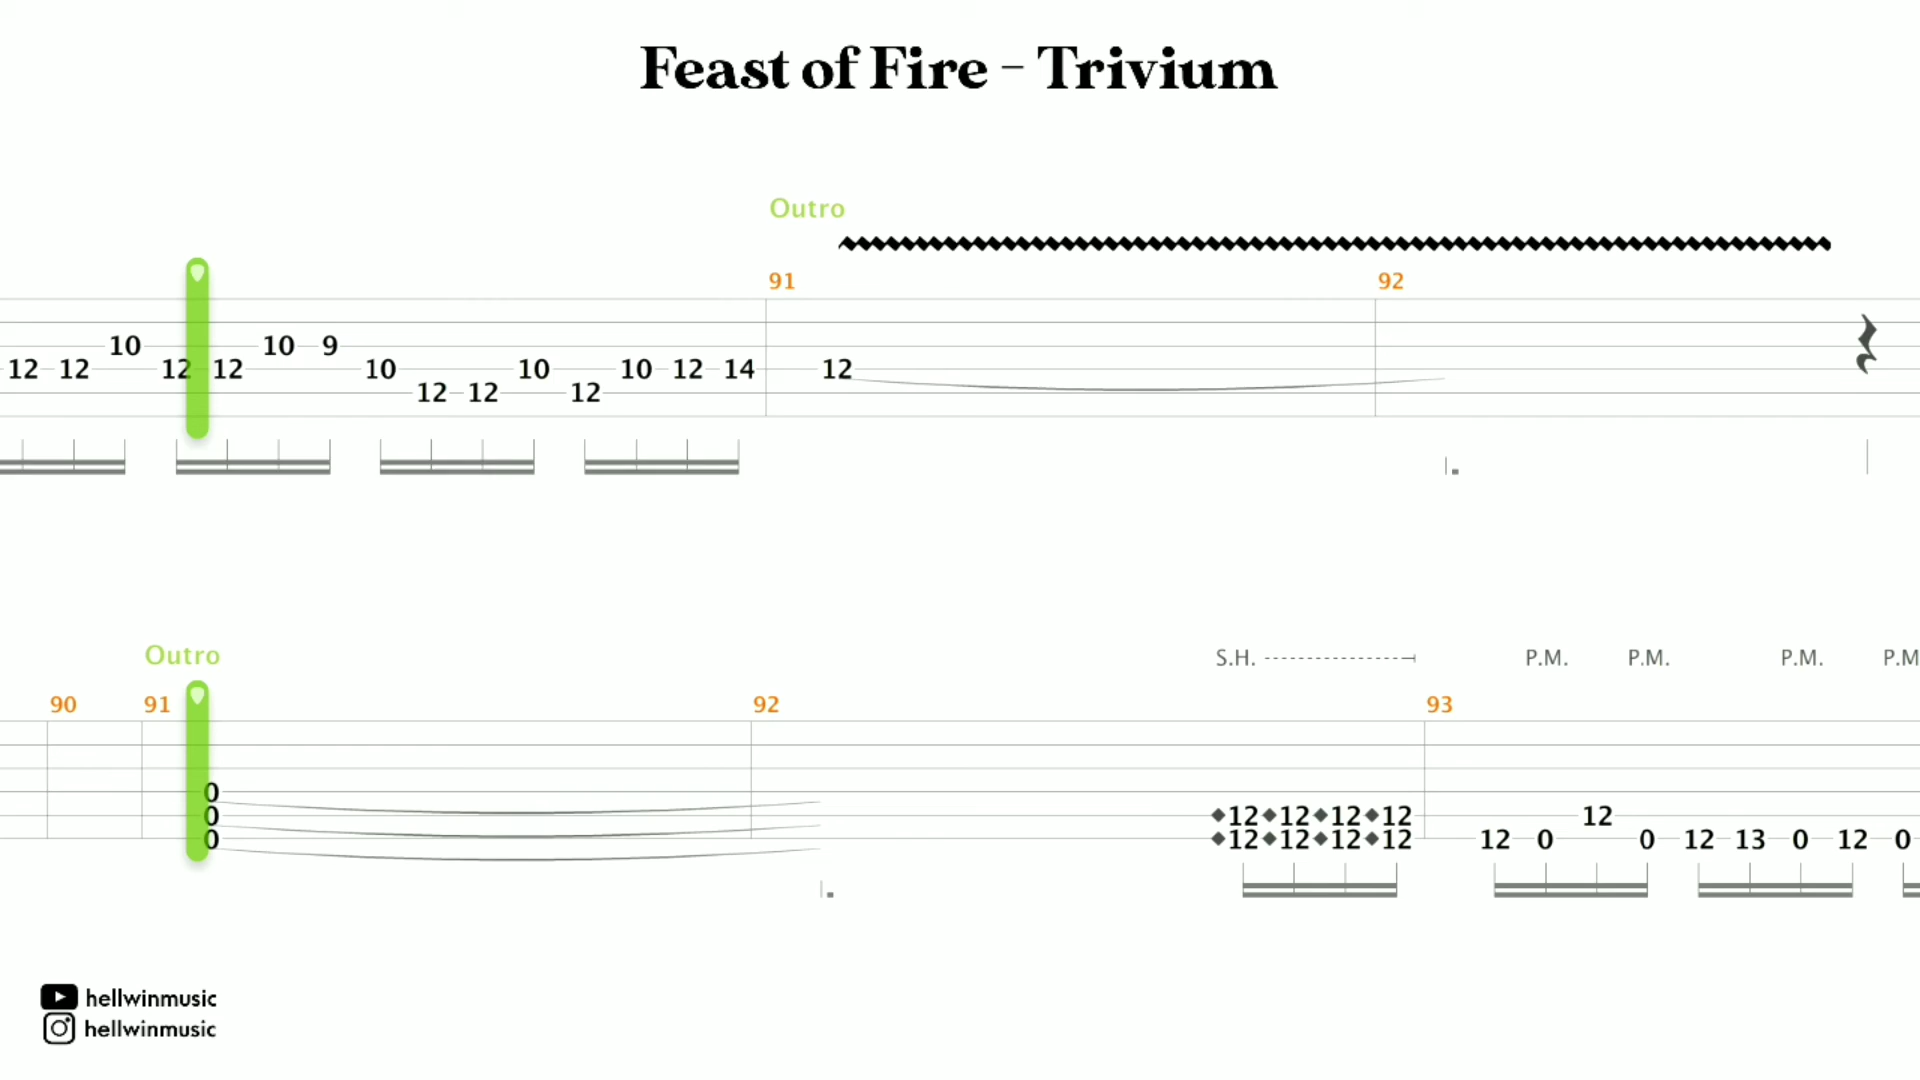 Feast of Fire - Trivium
Outro
91 92
10 10 9
12 12 12 12 10 10 10 12 14 12
12 12 12
Outro
S.H. P.M. P.M. P.M. P.M
90 91 92 93
0
0 12 12 12 12 12
0 12 12 12 12 12 0 0 12 13 0 12 0
hellwinmusic
hellwinmusic